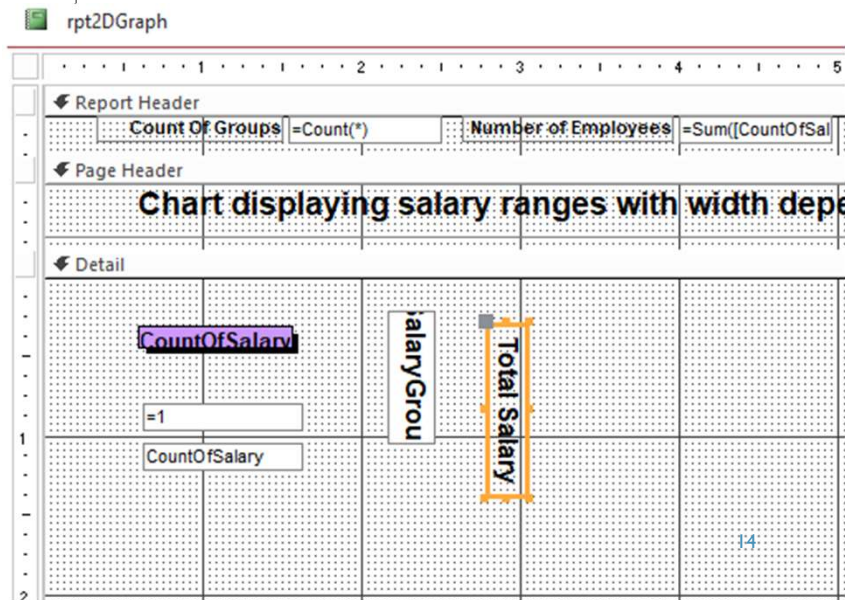 rpt2DGraph
1 2 3 4 5
Report Header
Count Of Groups =Count(*) Number of Employees =Sum([CountOfSal
Page Header
Chart displaying salary ranges with width depe
Detail
CountOfSalary
=1
CountOfSalary
SalaryGrou
Total Salary
1
14
2